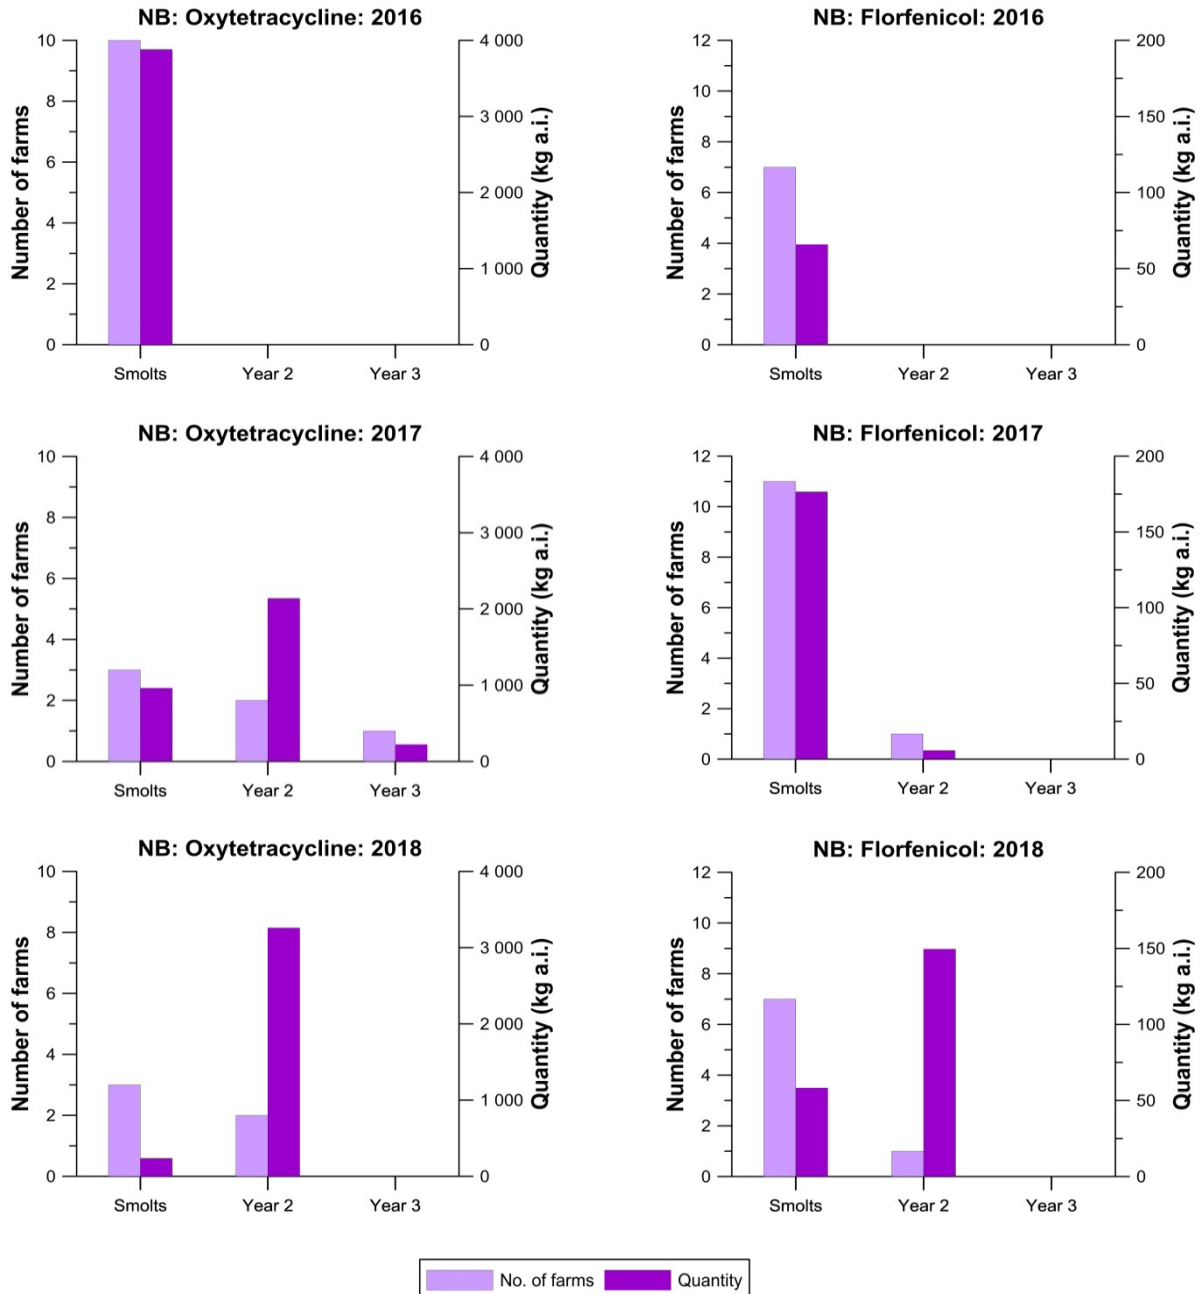 NB: Oxytetracycline: 2016
Number of farms
10
8
6
4
2
0
4 000
3 000
2 000
1 000
0
Quantity (kg a.i.)
Smolts Year 2 Year 3
NB: Florfenicol: 2016
Number of farms
12
10
8
6
4
2
0
200
150
100
50
0
Quantity (kg a.i.)
Smolts Year 2 Year 3
NB: Oxytetracycline: 2017
Number of farms
10
8
6
4
2
0
4 000
3 000
2 000
1 000
0
Quantity (kg a.i.)
Smolts Year 2 Year 3
NB: Florfenicol: 2017
Number of farms
12
10
8
6
4
2
0
200
150
100
50
0
Quantity (kg a.i.)
Smolts Year 2 Year 3
NB: Oxytetracycline: 2018
Number of farms
10
8
6
4
2
0
4 000
3 000
2 000
1 000
0
Quantity (kg a.i.)
Smolts Year 2 Year 3
NB: Florfenicol: 2018
Number of farms
12
10
8
6
4
2
0
200
150
100
50
0
Quantity (kg a.i.)
Smolts Year 2 Year 3
No. of farms Quantity